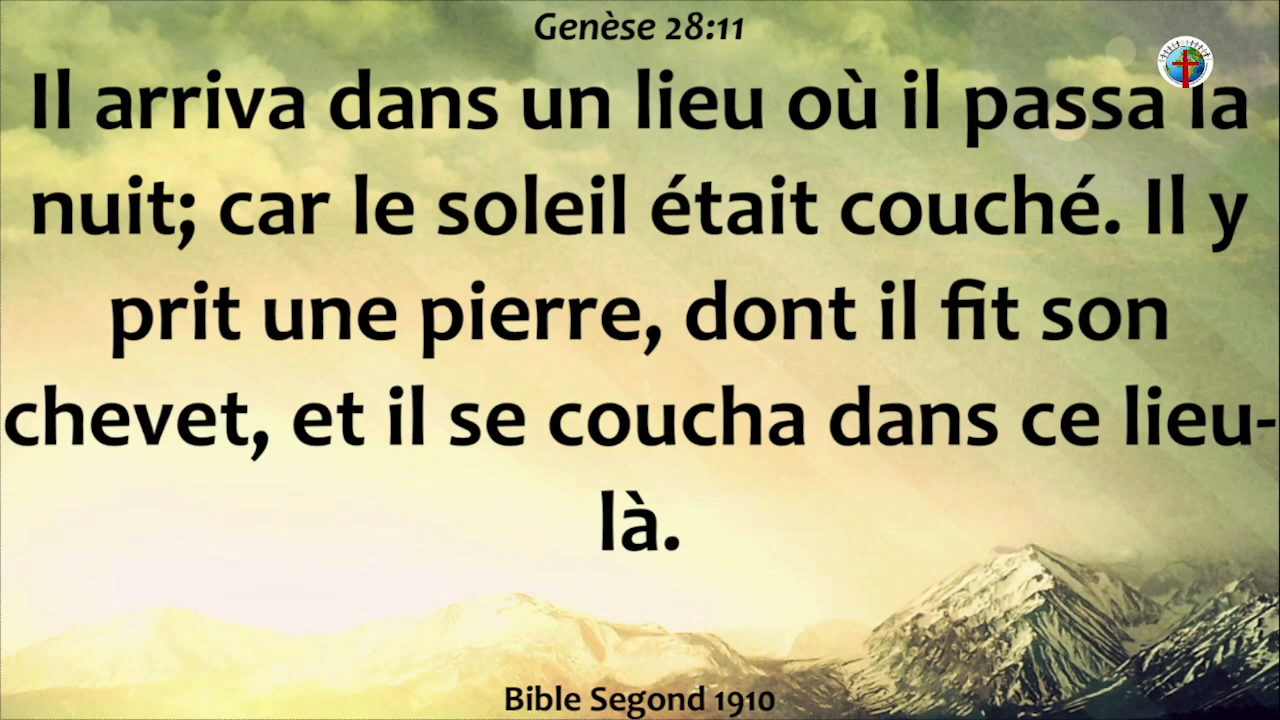 Genèse 28:11
Il arriva dans un lieu où il passa la
nuit; car le soleil était couché. Il y
prit une pierre, dont il fit son
chevet, et il se coucha dans ce lieu-
là.
Bible Segond 1910